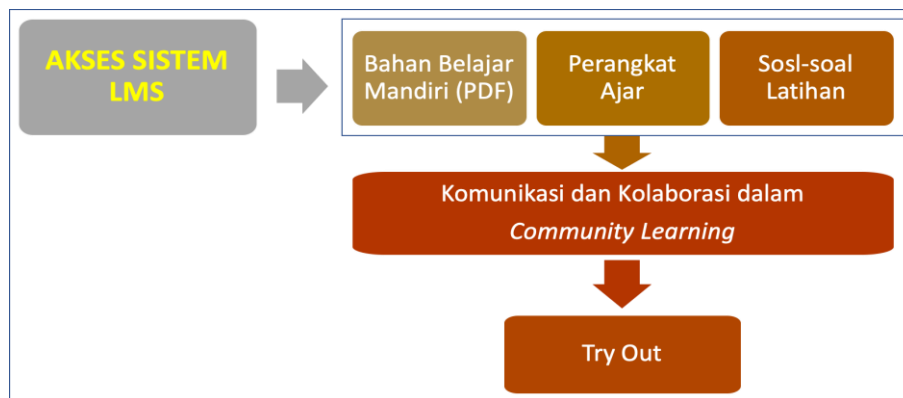 AKSES SISTEM
LMS
Bahan Belajar
Mandiri (PDF)
Perangkat
Ajar
Sosl-soal
Latihan
Komunikasi dan Kolaborasi dalam
Community Learning
Try Out